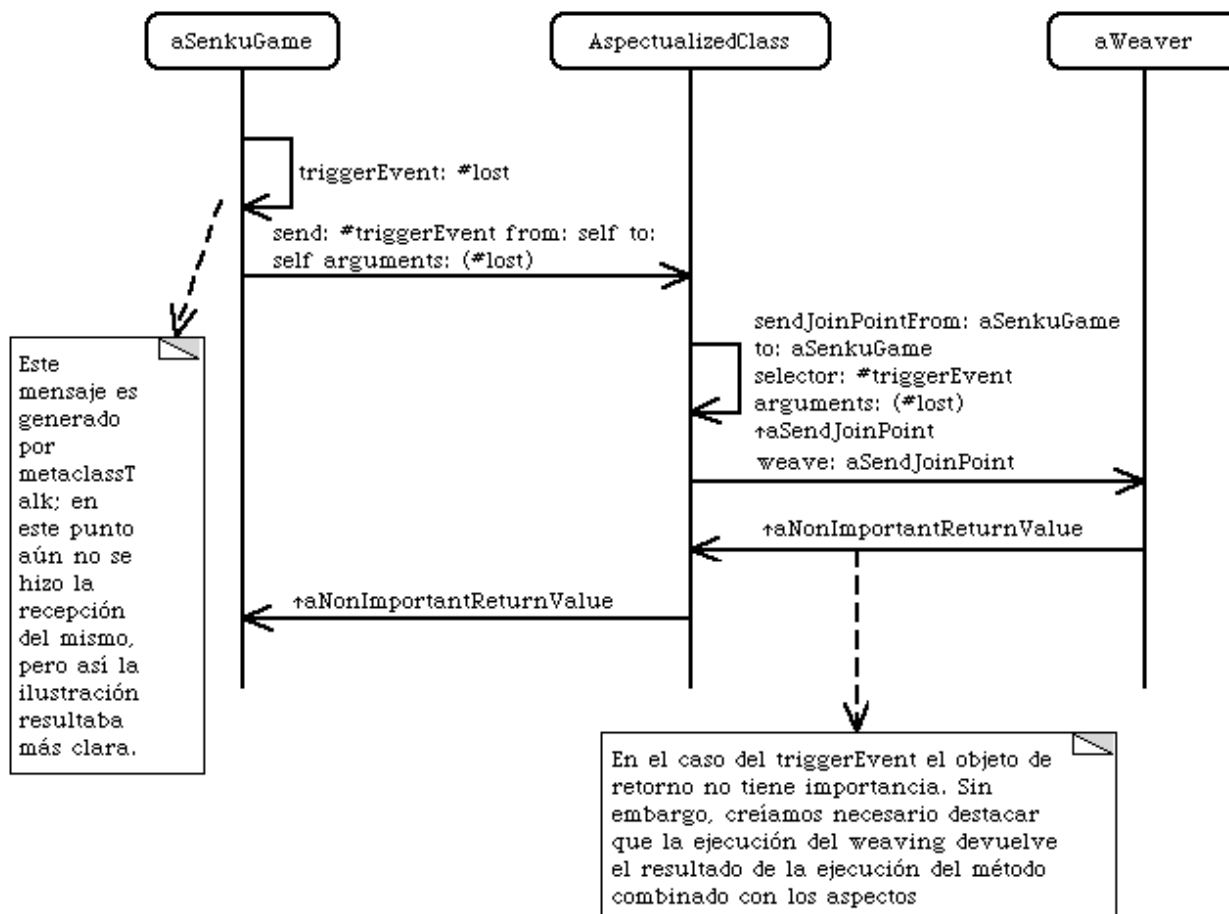 aSenkuGame
AspectualizedClass
aWeaver
triggerEvent: #lost
send: #triggerEvent from: self to:
self arguments: (#lost)
sendJoinPointFrom: aSenkuGame
to: aSenkuGame
selector: #triggerEvent
arguments: (#lost)
↑aSendJoinPoint
weave: aSendJoinPoint
↑aNonImportantReturnValue
↑aNonImportantReturnValue
Este
mensaje es
generado
por
metaclassT
alk; en
este punto
aún no se
hizo la
recepción
del mismo,
pero así la
ilustración
resultaba
más clara.
En el caso del triggerEvent el objeto de
retorno no tiene importancia. Sin
embargo, creíamos necesario destacar
que la ejecución del weaving devuelve
el resultado de la ejecución del método
combinado con los aspectos